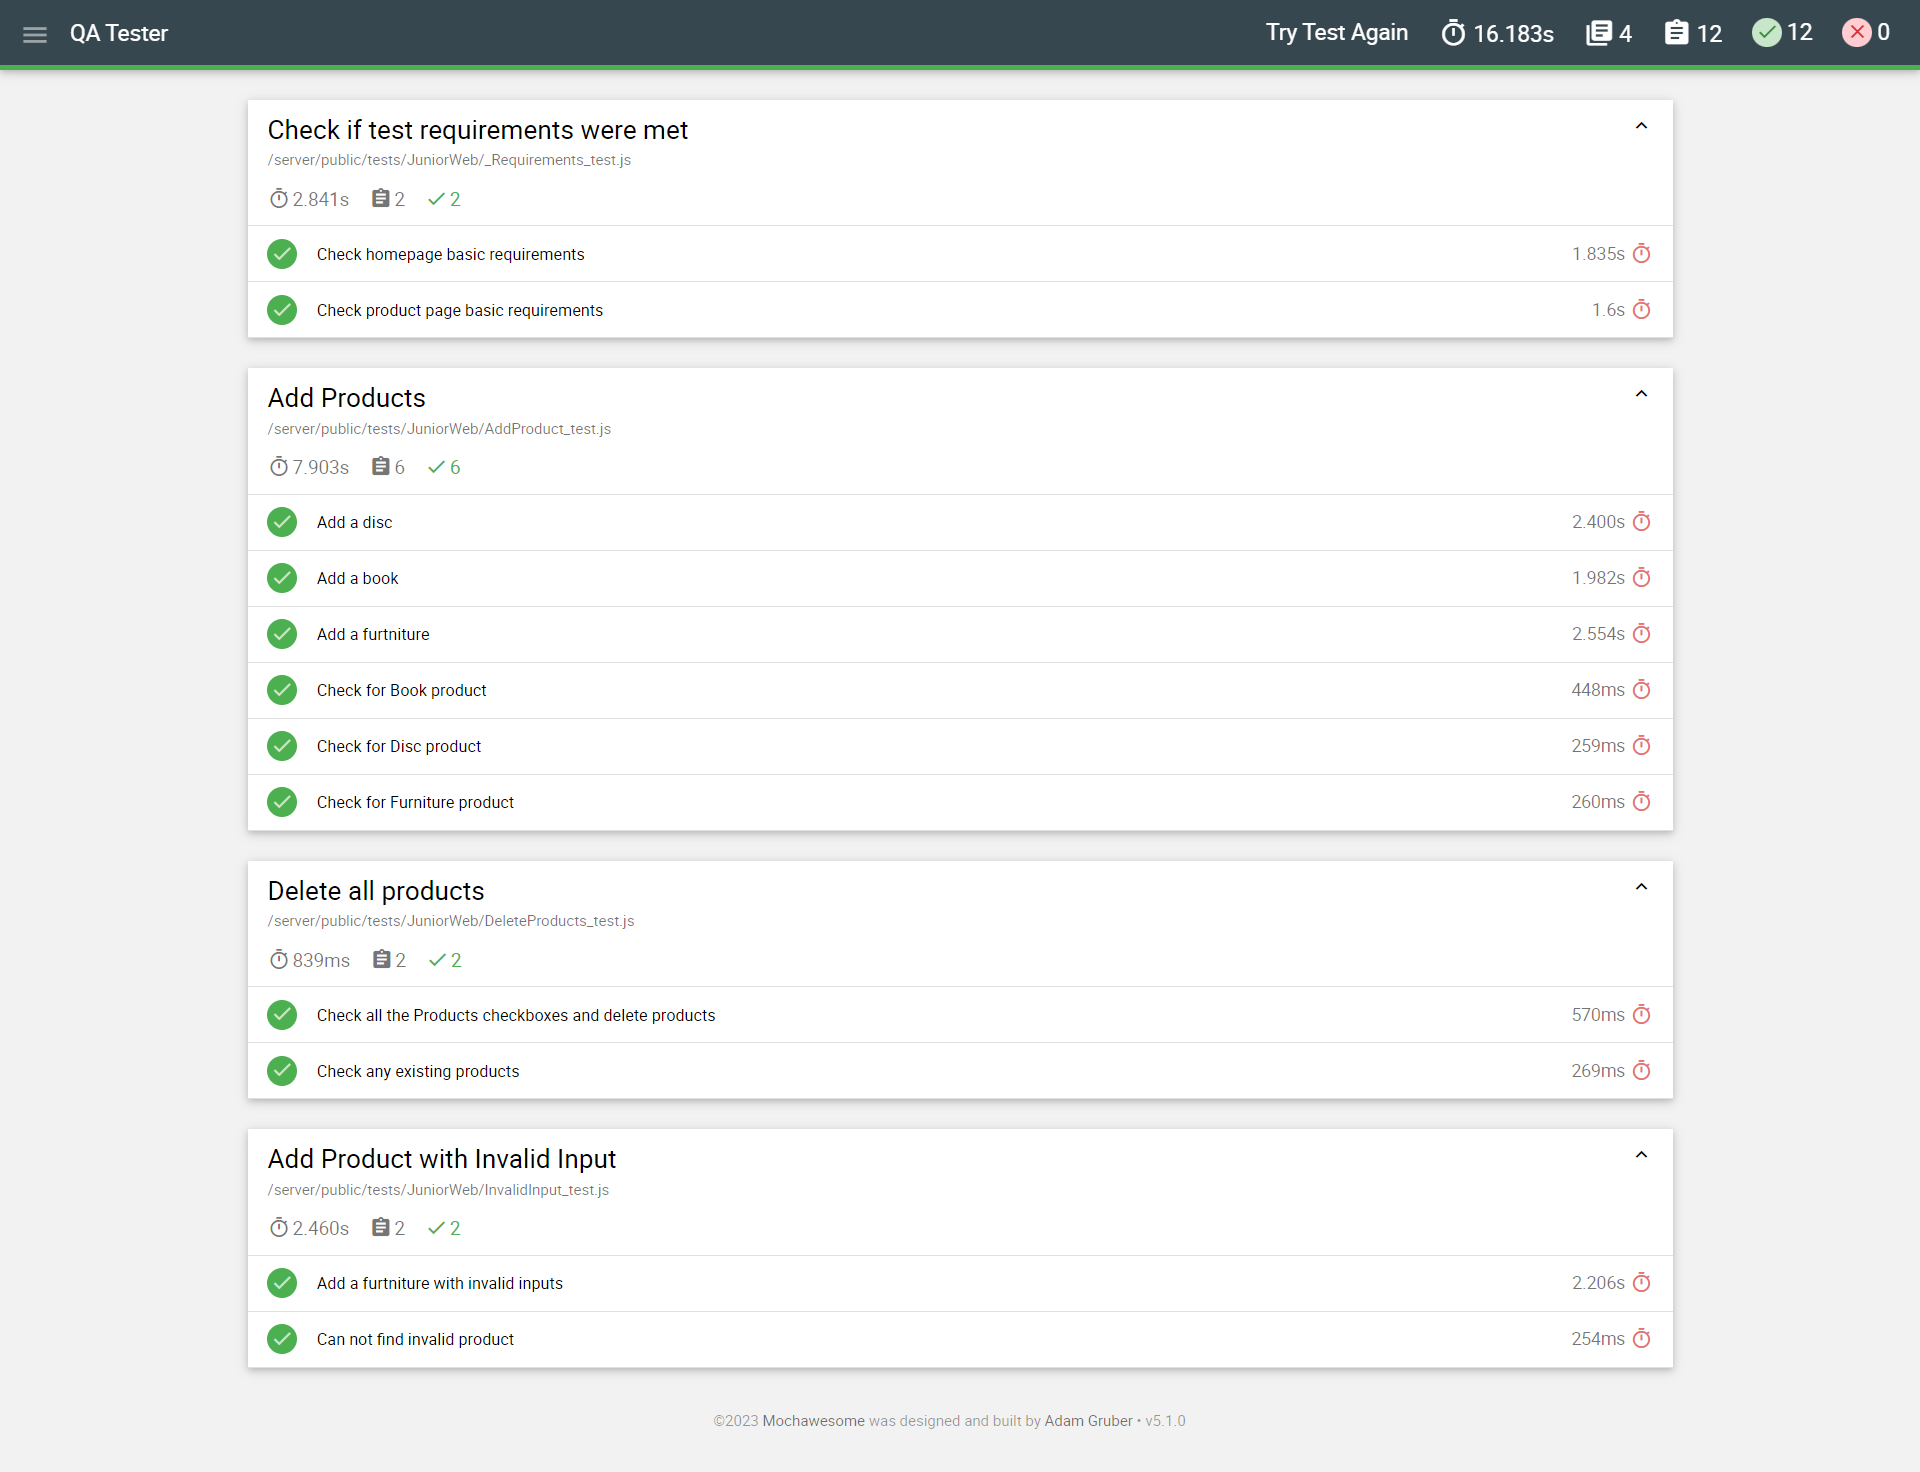 QA Tester
Try Test Again 16.183s 4 12 12 0
Check if test requirements were met
/server/public/tests/JuniorWeb/_Requirements_test.js
2.841s 2 2
Check homepage basic requirements 1.835s
Check product page basic requirements 1.6s
Add Products
/server/public/tests/JuniorWeb/AddProduct_test.js
7.903s 6 6
Add a disc 2.400s
Add a book 1.982s
Add a furtniture 2.554s
Check for Book product 448ms
Check for Disc product 259ms
Check for Furniture product 260ms
Delete all products
/server/public/tests/JuniorWeb/DeleteProducts_test.js
839ms 2 2
Check all the Products checkboxes and delete products 570ms
Check any existing products 269ms
Add Product with Invalid Input
/server/public/tests/JuniorWeb/InvalidInput_test.js
2.460s 2 2
Add a furtniture with invalid inputs 2.206s
Can not find invalid product 254ms
©2023 Mochawesome was designed and built by Adam Gruber • v5.1.0